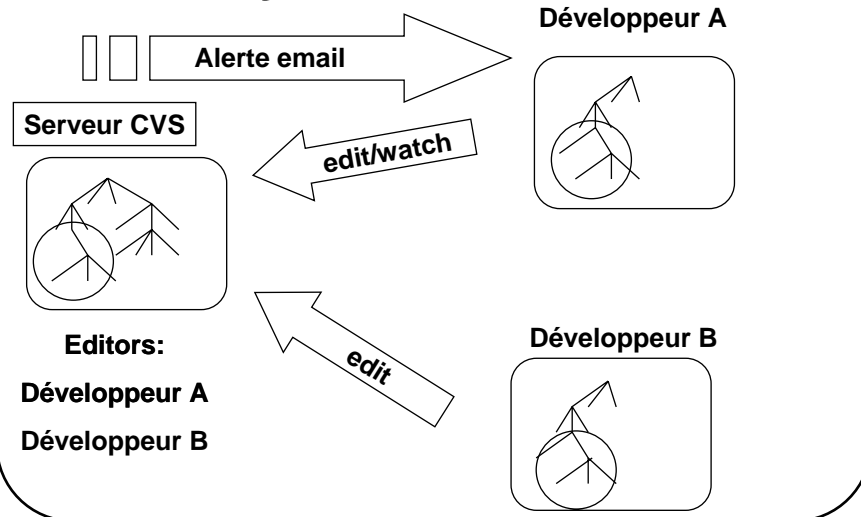 Développeur A
Alerte email
Serveur CVS
edit/watch
Editors:
Développeur A
Développeur B
edit
Développeur B